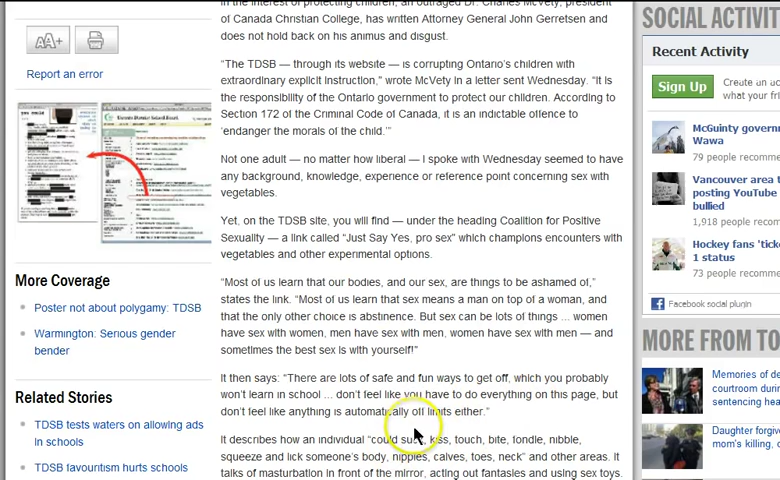 In the interest of protecting children, an outraged Dr. Charles McVety, president
of Canada Christian College, has written Attorney General John Gerretsen and
does not hold back on his animus and disgust.
“The TDSB — through its website — is corrupting Ontario's children with
extraordinary explicit instruction,” wrote McVety in a letter sent Wednesday. “It is
the responsibility of the Ontario government to protect our children. According to
Section 172 of the Criminal Code of Canada, it is an indictable offence to
‘endanger the morals of the child.’”
Not one adult — no matter how liberal — I spoke with Wednesday seemed to have
any background, knowledge, experience or reference point concerning sex with
vegetables.
Yet, on the TDSB site, you will find — under the heading Coalition for Positive
Sexuality — a link called “Just Say Yes, pro sex” which champions encounters with
vegetables and other experimental options.
“Most of us learn that our bodies, and our sex, are things to be ashamed of,”
states the link. “Most of us learn that sex means a man on top of a woman, and
that the only other choice is abstinence. But sex can be lots of things ... women
have sex with women, men have sex with men, women have sex with men — and
sometimes the best sex is with yourself!”
It then says: “There are lots of safe and fun ways to get off, which you probably
won't learn in school ... don't feel like you have to do everything on this page, but
don't feel like anything is automatically off limits either.”
It describes how an individual “could suck, kiss, touch, bite, fondle, nibble,
squeeze and lick someone's body, nipples, calves, toes, neck” and other areas. It
talks of masturbation in front of the mirror, acting out fantasies and using sex toys.
AA+
Report an error
More Coverage
Poster not about polygamy: TDSB
Warmington: Serious gender
bender
Related Stories
TDSB tests waters on allowing ads
in schools
TDSB favouritism hurts schools
SOCIAL ACTIVIT
Recent Activity
Sign Up
Create an ac
what your fri
McGuinty govern
Wawa
79 people recomme
Vancouver area t
posting YouTube
bullied
1,918 people recom
Hockey fans 'ticke
1 status
73 people recomme
Facebook social plugin
MORE FROM TO
Memories of de
courtroom durin
sentencing hea
Daughter forgiv
mom's killing, c